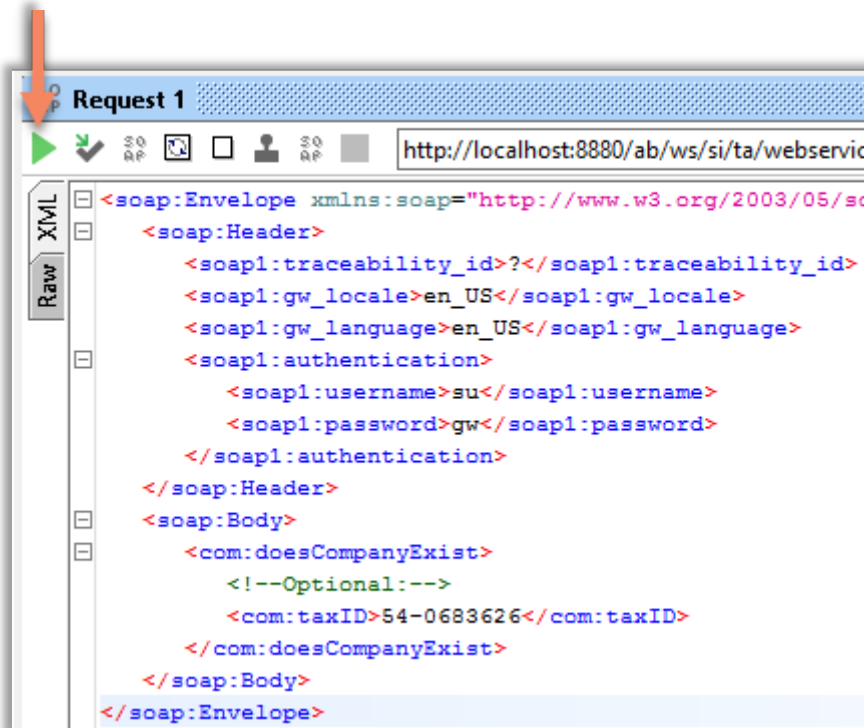 Request 1
http://localhost:8880/ab/ws/si/ta/webservic
XML
Raw
<soap:Envelope xmlns:soap="http://www.w3.org/2003/05/so
<soap:Header>
<soap1:traceability_id>?</soap1:traceability_id>
<soap1:gw_locale>en_US</soap1:gw_locale>
<soap1:gw_language>en_US</soap1:gw_language>
<soap1:authentication>
<soap1:username>su</soap1:username>
<soap1:password>gw</soap1:password>
</soap1:authentication>
</soap:Header>
<soap:Body>
<com:doesCompanyExist>
<!--Optional:-->
<com:taxID>54-0683626</com:taxID>
</com:doesCompanyExist>
</soap:Body>
</soap:Envelope>